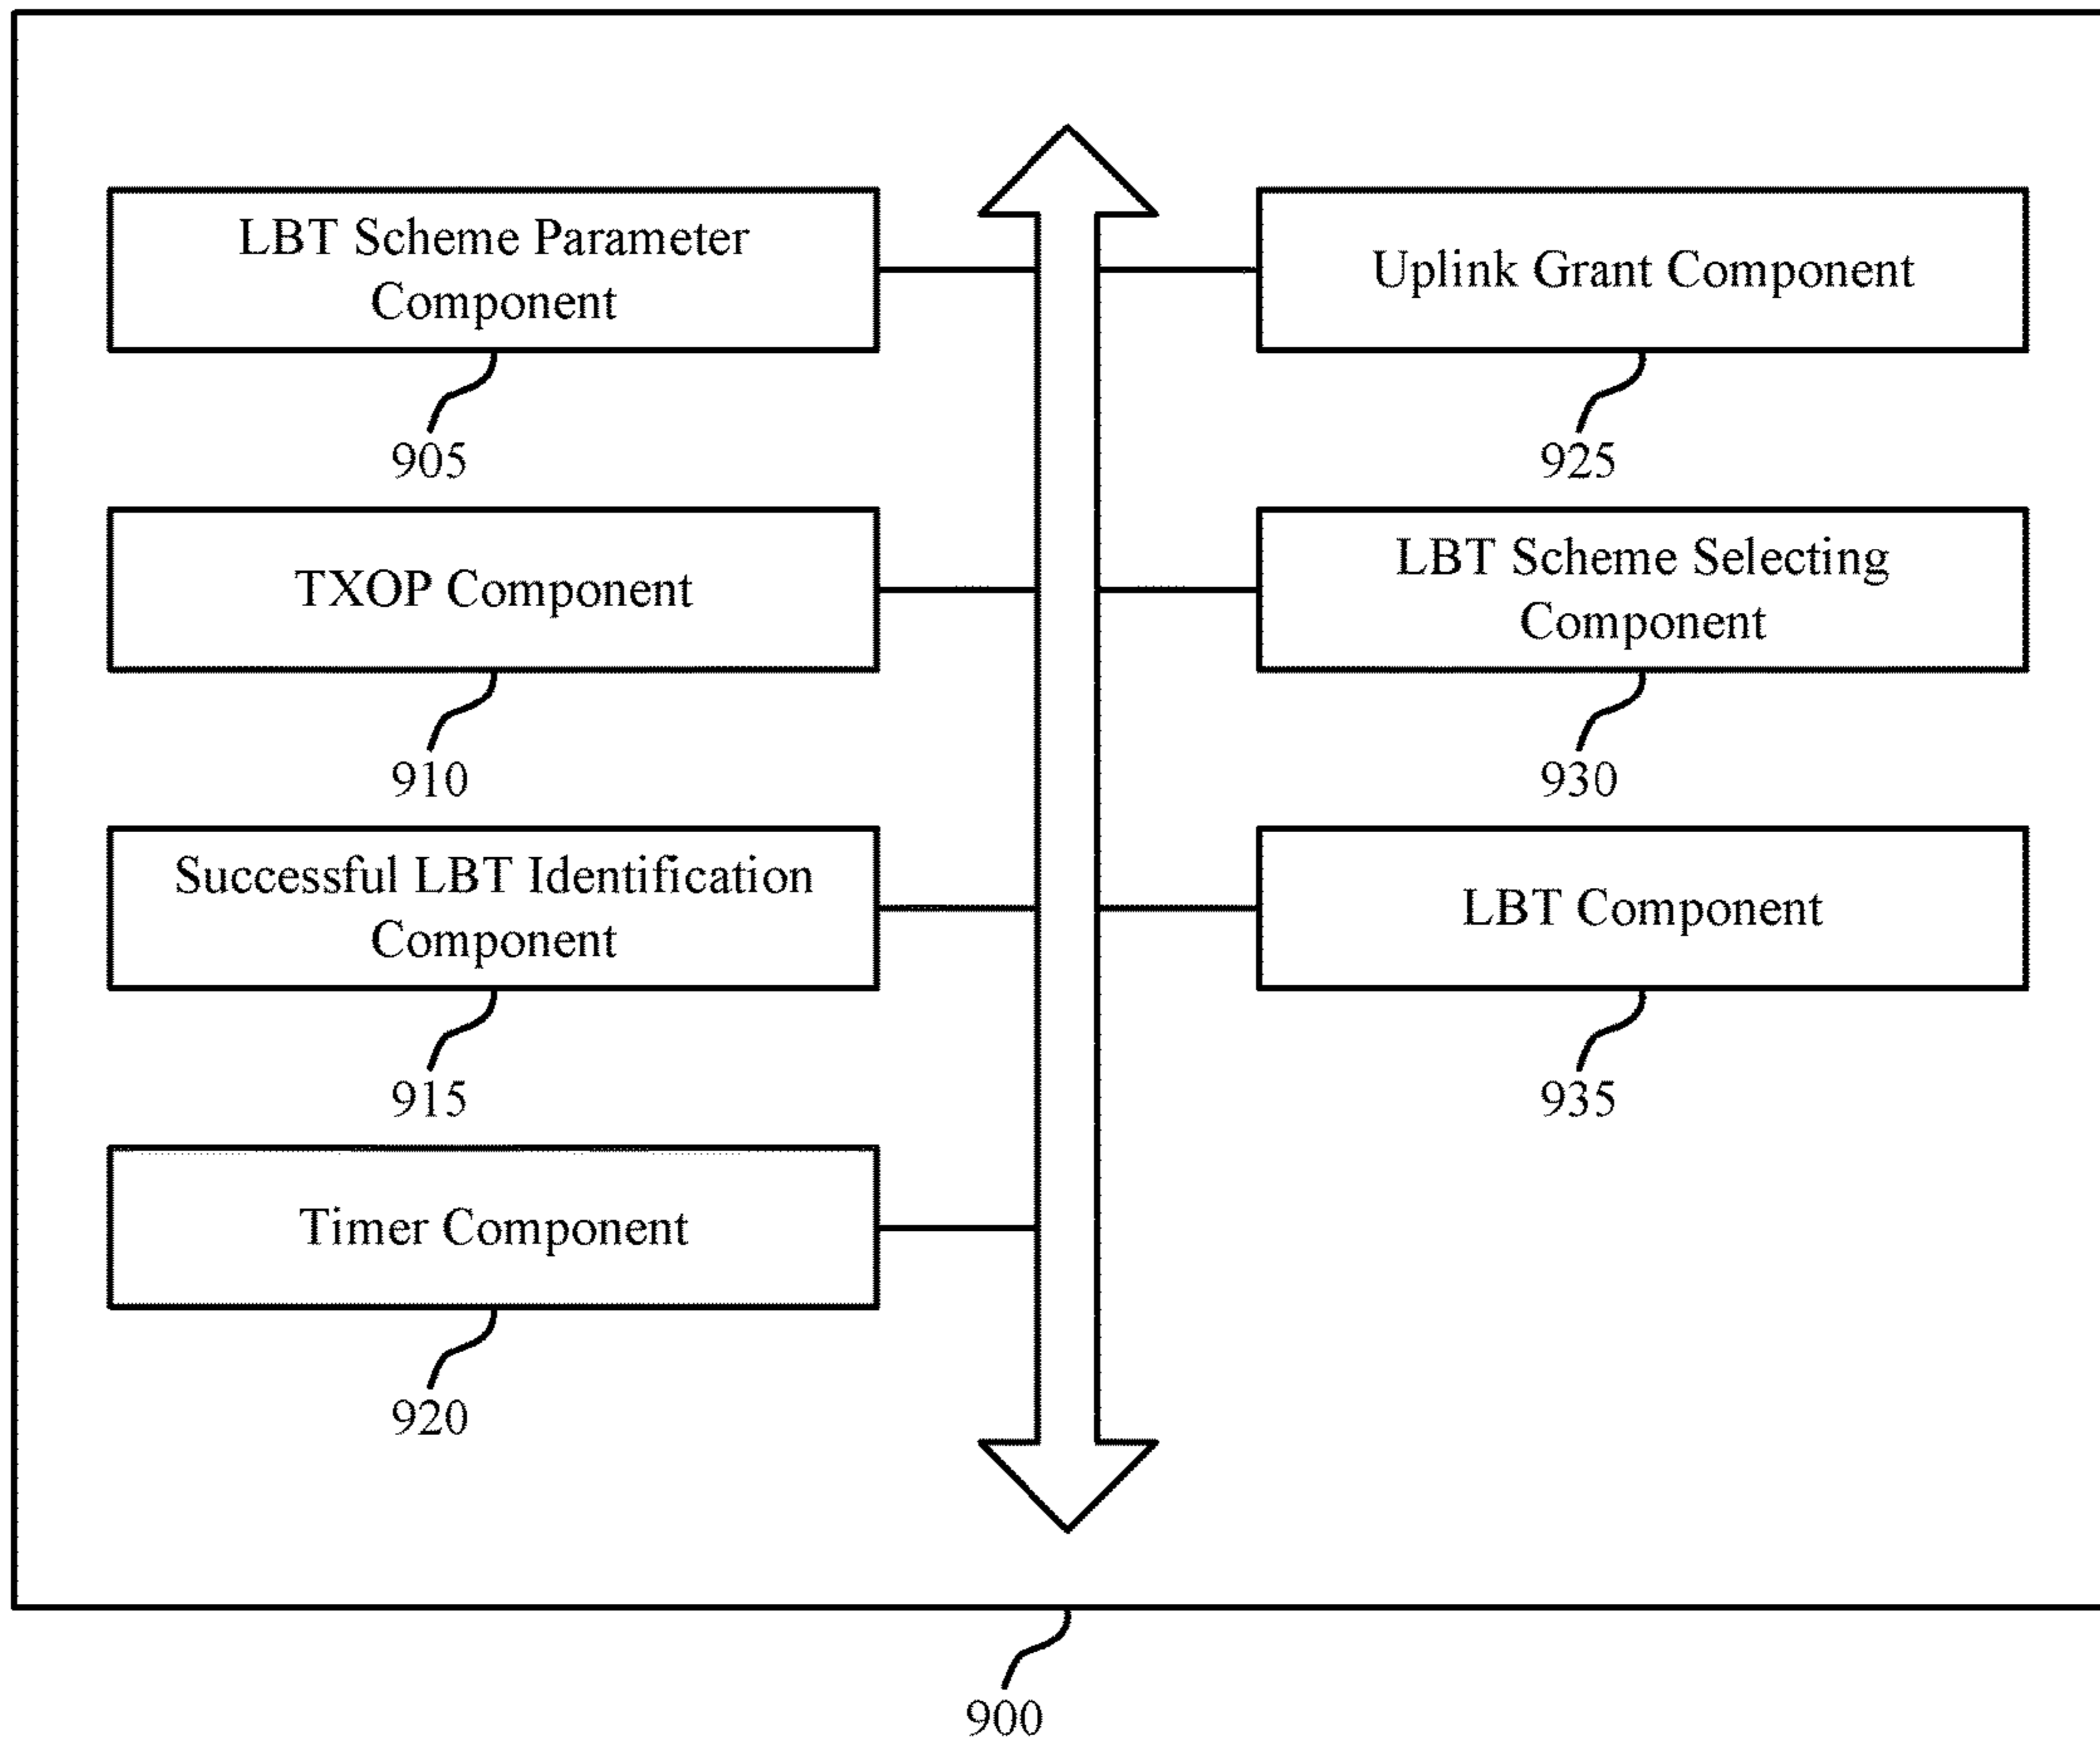 LBT Scheme Parameter
Component
905
TXOP Component
910
Successful LBT Identification
Component
915
Timer Component
920
Uplink Grant Component
925
LBT Scheme Selecting
Component
930
LBT Component
935
900